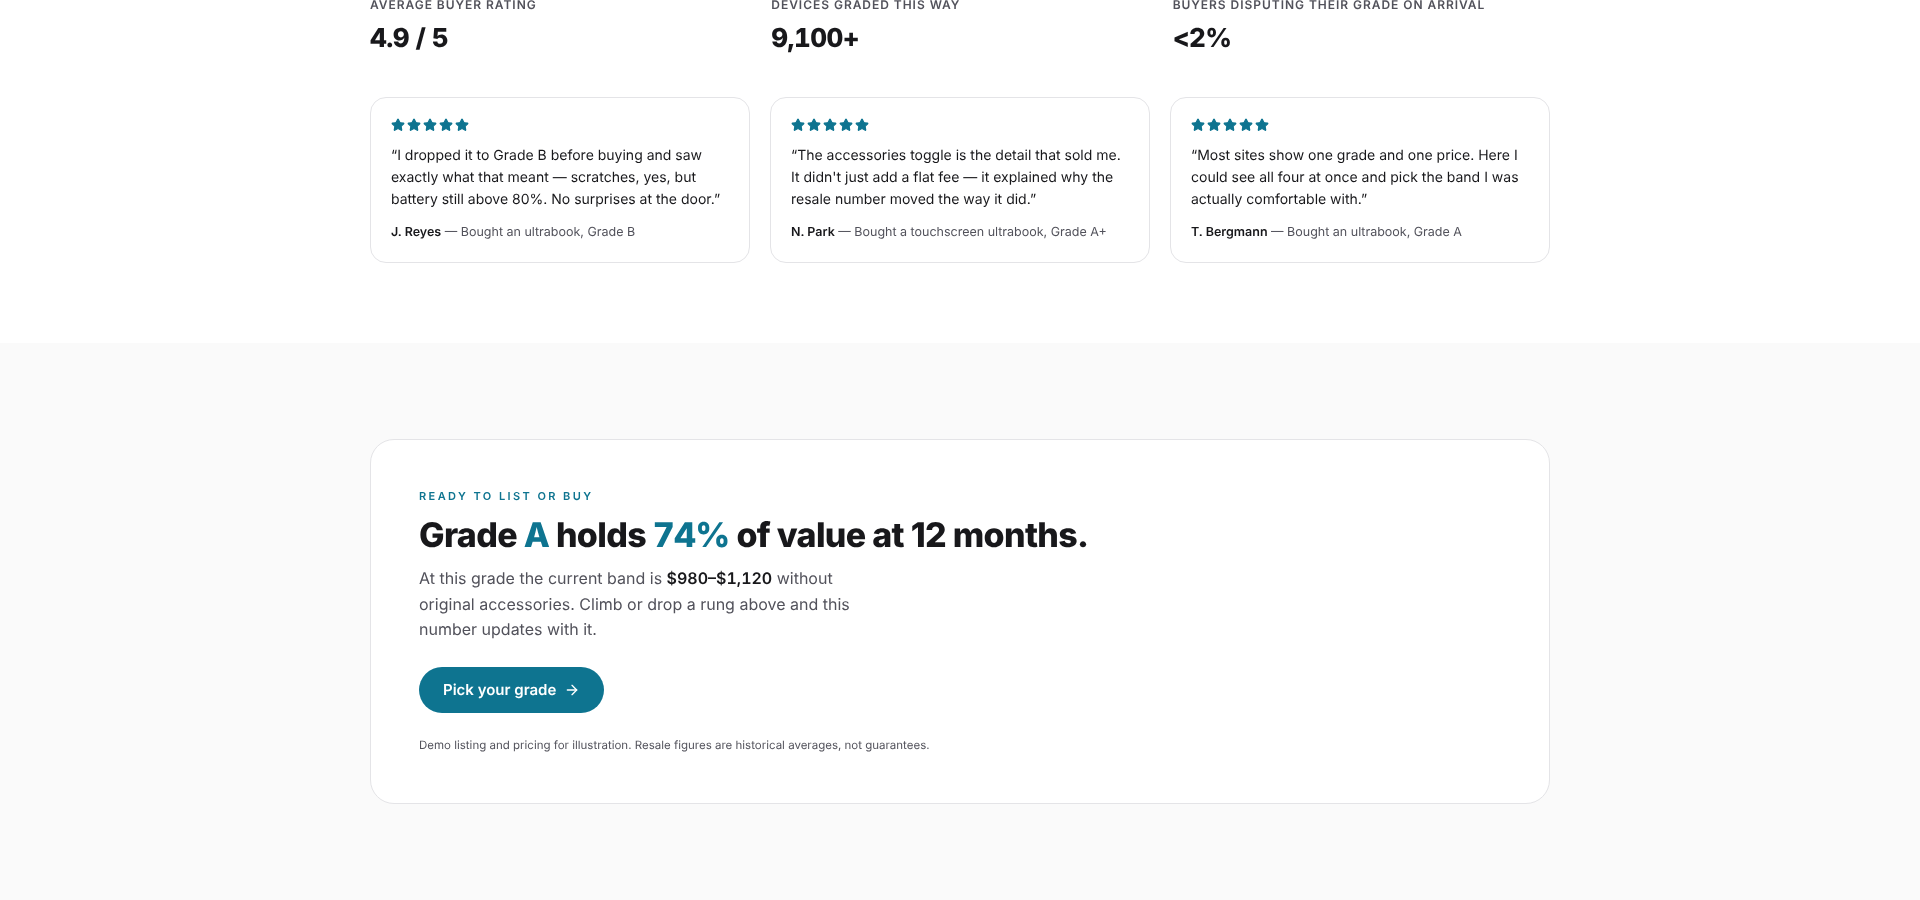 AVERAGE BUYER RATING
4.9 / 5
DEVICES GRADED THIS WAY
9,100+
BUYERS DISPUTING THEIR GRADE ON ARRIVAL
<2%
“I dropped it to Grade B before buying and saw
exactly what that meant — scratches, yes, but
battery still above 80%. No surprises at the door.”
J. Reyes — Bought an ultrabook, Grade B
“The accessories toggle is the detail that sold me.
It didn't just add a flat fee — it explained why the
resale number moved the way it did.”
N. Park — Bought a touchscreen ultrabook, Grade A+
“Most sites show one grade and one price. Here I
could see all four at once and pick the band I was
actually comfortable with.”
T. Bergmann — Bought an ultrabook, Grade A
READY TO LIST OR BUY
Grade A holds 74% of value at 12 months.
At this grade the current band is $980–$1,120 without
original accessories. Climb or drop a rung above and this
number updates with it.
Pick your grade →
Demo listing and pricing for illustration. Resale figures are historical averages, not guarantees.